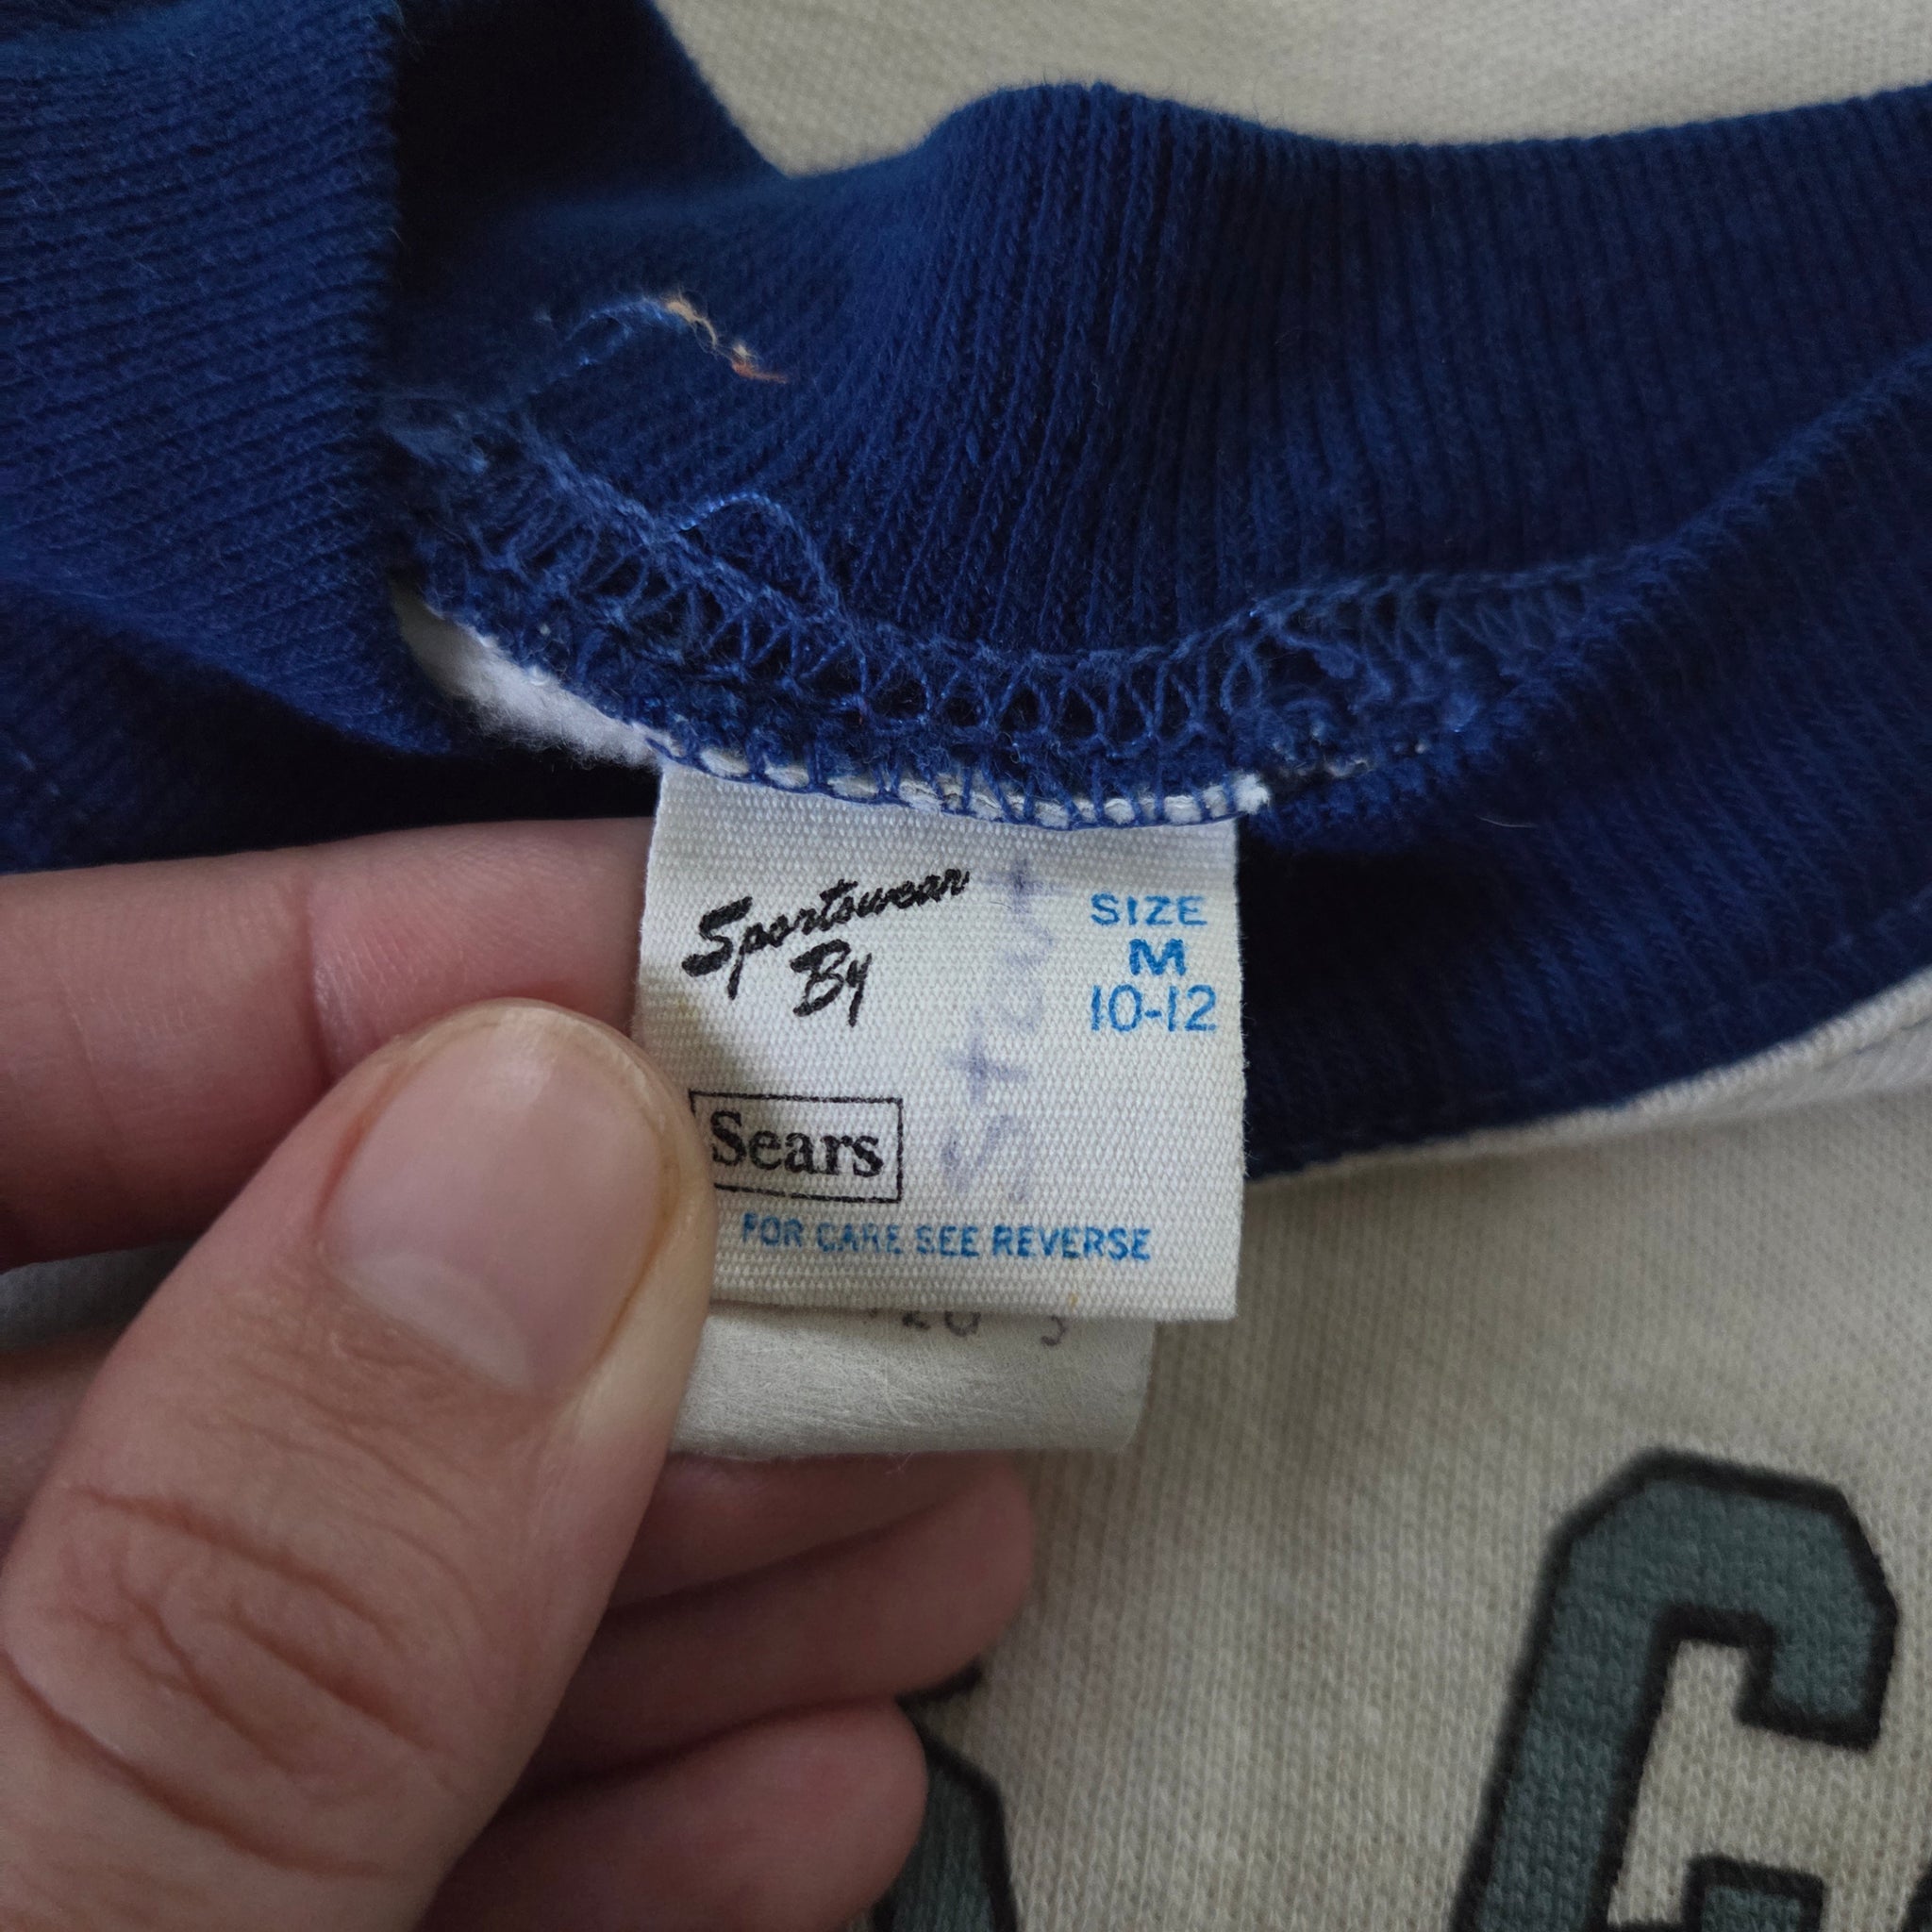 Sportswear
By
SIZE
M
10-12
Sears
FOR CARE SEE REVERSE
G